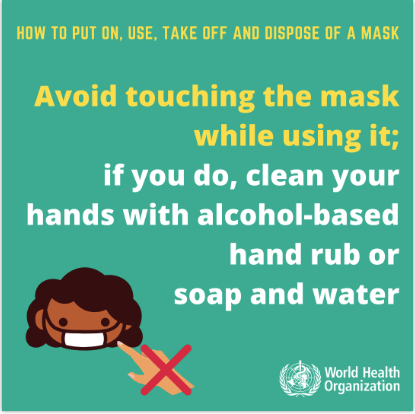 HOW TO PUT ON, USE, TAKE OFF AND DISPOSE OF A MASK
Avoid touching the mask
while using it;
if you do, clean your
hands with alcohol-based
hand rub or
soap and water
World Health
Organization